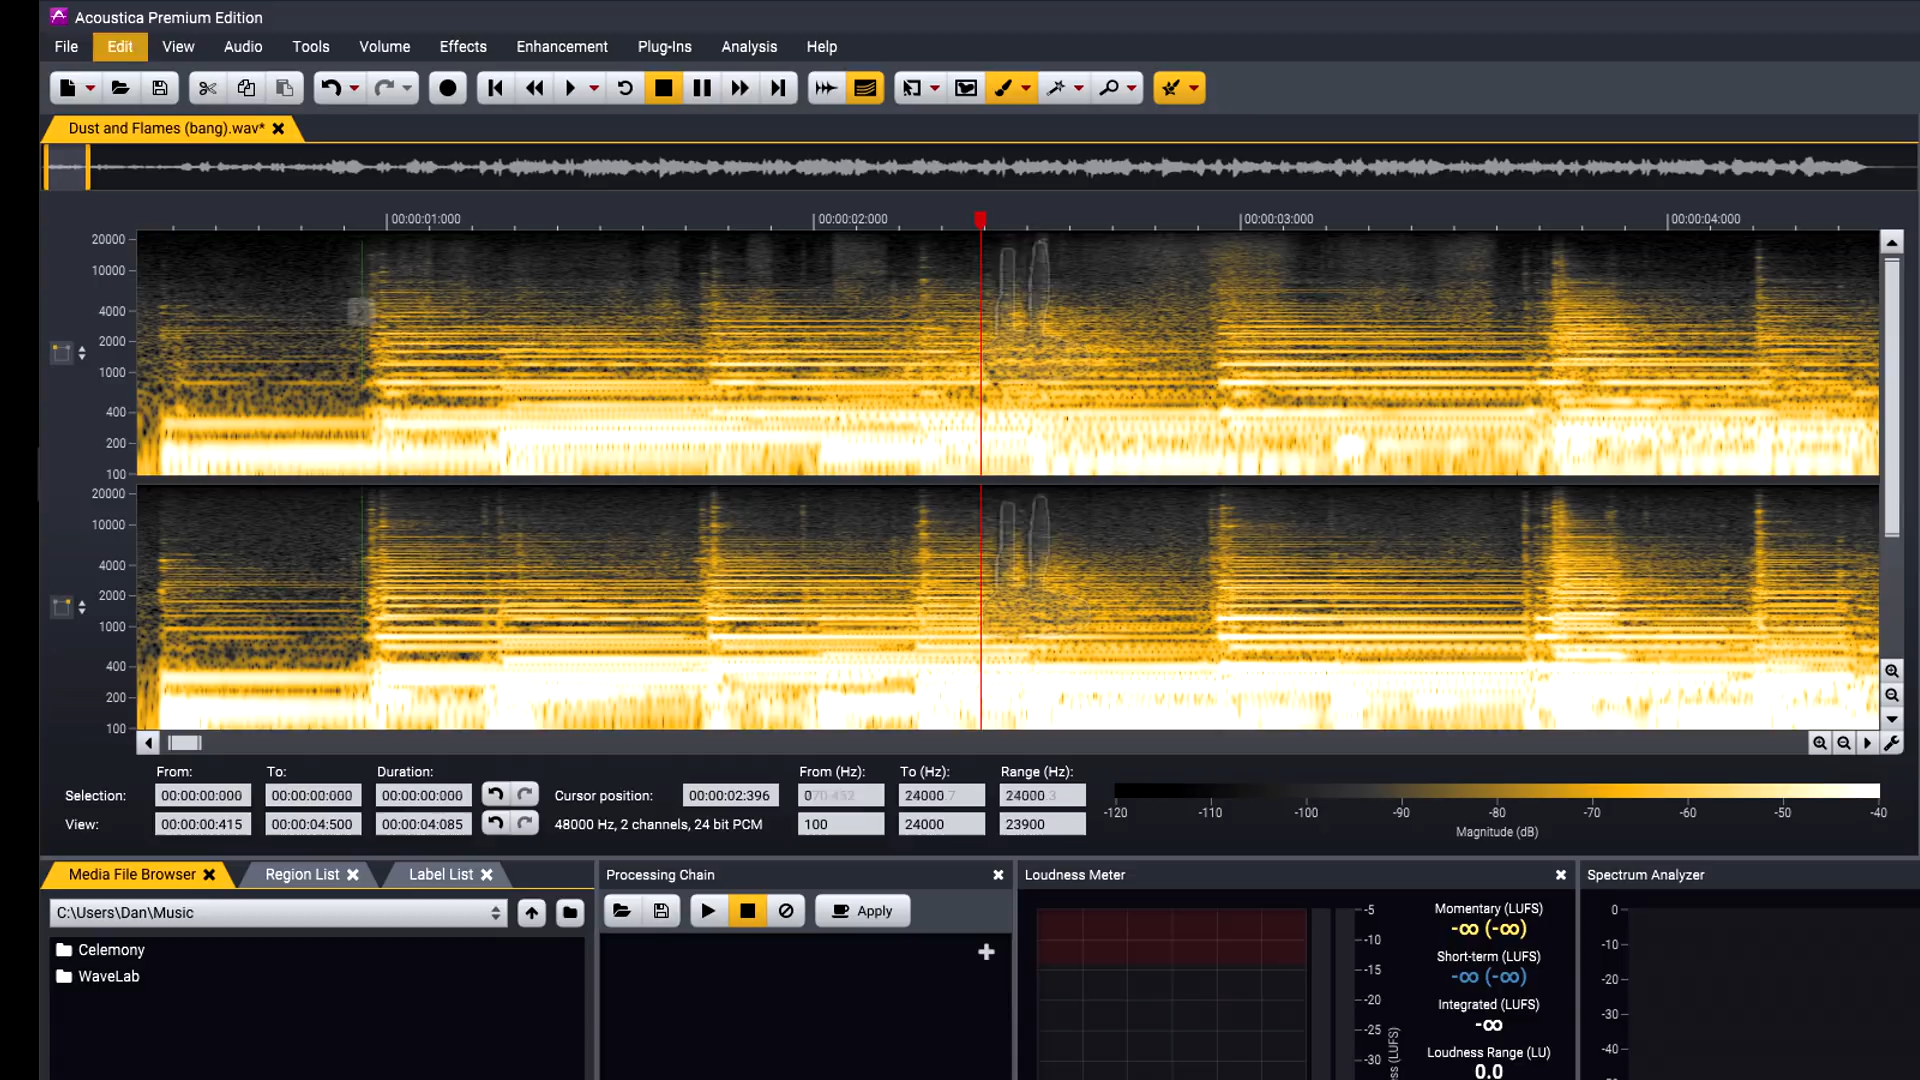 Acoustica Premium Edition
File Edit View Audio Tools Volume Effects Enhancement Plug-Ins Analysis Help
Dust and Flames (bang).wav*
00:00:01:000 00:00:02:000 00:00:03:000 00:00:04:000
20000
10000
4000
2000
1000
400
200
100
20000
10000
4000
2000
1000
400
200
100
From: To: Duration: From (Hz): To (Hz): Range (Hz):
Selection: 00:00:00:000 00:00:00:000 00:00:00:000 Cursor position: 00:00:02:396 0 24000 24000
View: 00:00:00:415 00:00:04:500 00:00:04:085 48000 Hz, 2 channels, 24 bit PCM 100 24000 23900
-120 -110 -100 -90 -80 -70 -60 -50 -40
Magnitude (dB)
Media File Browser Region List Label List Processing Chain Loudness Meter Spectrum Analyzer
C:\Users\Dan\Music
Apply
Celemony
WaveLab
-5
-10
-15
-20
-25
-30
(LUFS)
Momentary (LUFS)
-∞ (-∞)
Short-term (LUFS)
-∞ (-∞)
Integrated (LUFS)
-∞
Loudness Range (LU)
0.0
0
-10
-20
-30
-40